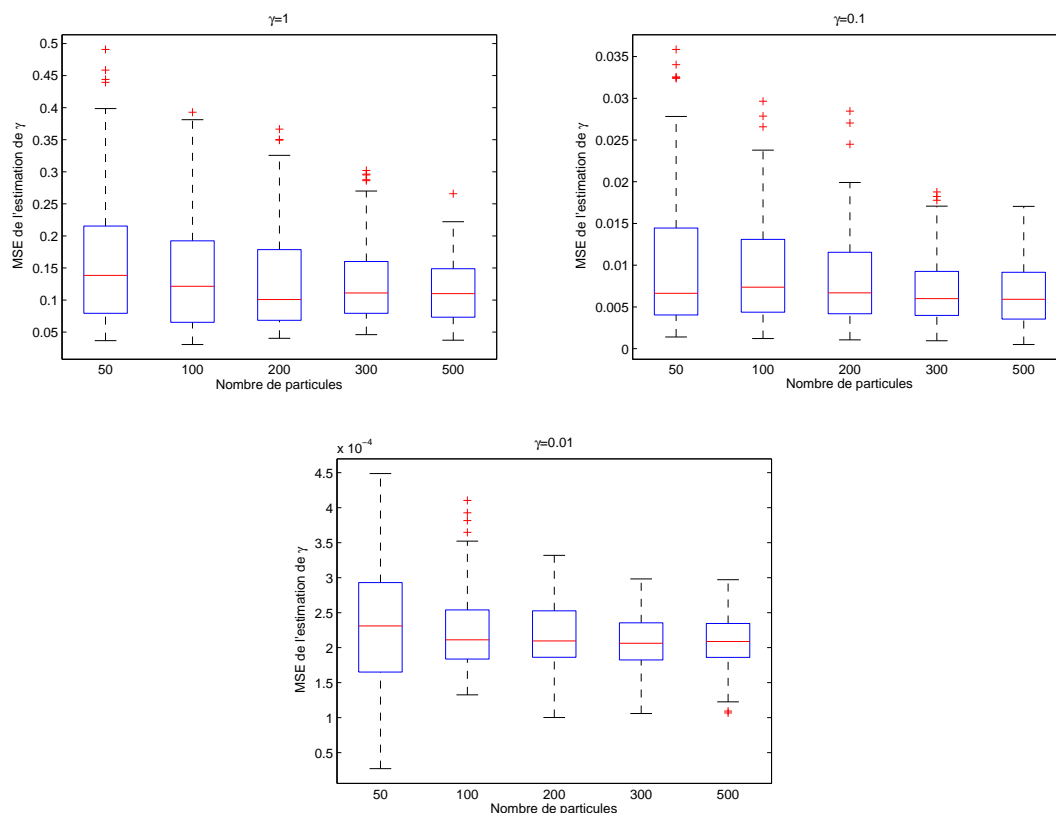 γ=1
MSE de l'estimation de γ
0.5
0.45
0.4
0.35
0.3
0.25
0.2
0.15
0.1
0.05
50 100 200 300 500
Nombre de particules
γ=0.1
MSE de l'estimation de γ
0.035
0.03
0.025
0.02
0.015
0.01
0.005
0
50 100 200 300 500
Nombre de particules
γ=0.01
x 10⁻⁴
MSE de l'estimation de γ
4.5
4
3.5
3
2.5
2
1.5
1
0.5
50 100 200 300 500
Nombre de particules